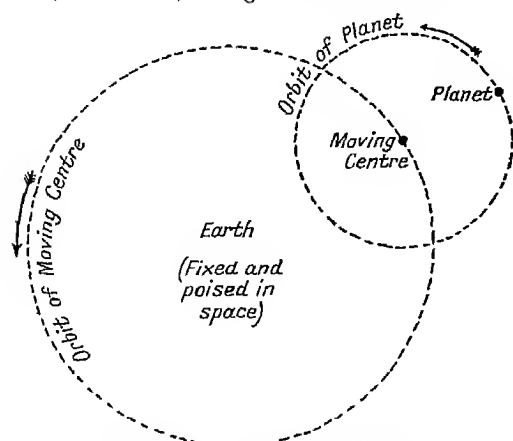 Orbit of Planet
Planet
Moving
Centre
Orbit of Moving Centre
Earth
(Fixed and
poised in
space)